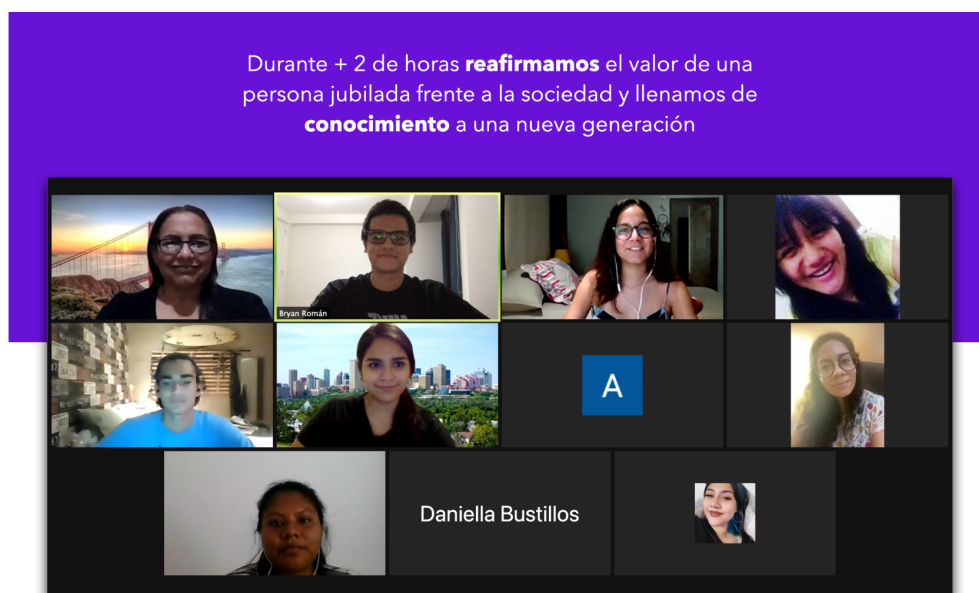 Durante + 2 de horas reafirmamos el valor de una
persona jubilada frente a la sociedad y llenamos de
conocimiento a una nueva generación
Bryan Román
A
Daniella Bustillos